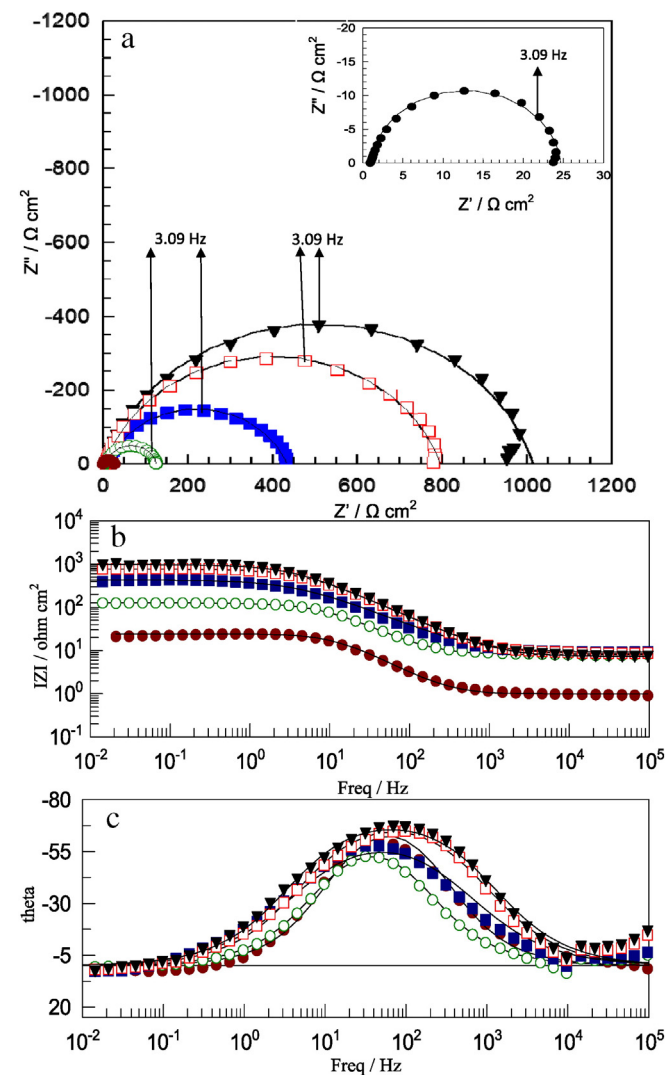 a
-1200
-1000
-800
-600
-400
-200
0
Z" / Ω cm²
0 200 400 600 800 1000 1200
Z' / Ω cm²
3.09 Hz
3.09 Hz
-20
-15
-10
-5
0
Z" / Ω cm²
3.09 Hz
0 5 10 15 20 25 30
Z' / Ω cm²
b
10⁴
10³
10²
10¹
10⁰
10⁻¹
IZI / ohm cm²
10⁻² 10⁻¹ 10⁰ 10¹ 10² 10³ 10⁴ 10⁵
Freq / Hz
c
-80
-55
-30
-5
20
theta
10⁻² 10⁻¹ 10⁰ 10¹ 10² 10³ 10⁴ 10⁵
Freq / Hz